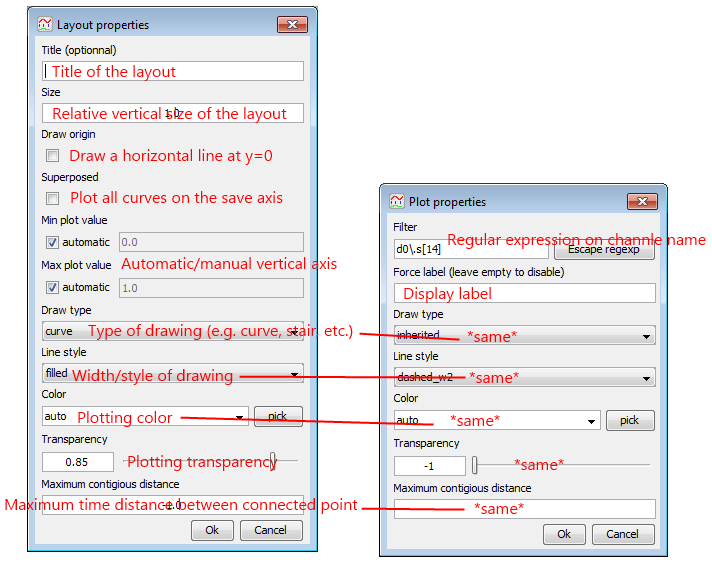 Layout properties
Title (optionnal)
Title of the layout
Size
1.0
Relative vertical size of the layout
Draw origin
Draw a horizontal line at y=0
Superposed
Plot all curves on the save axis
Min plot value
automatic 0.0
Max plot value Automatic/manual vertical axis
automatic 1.0
Draw type
curve Type of drawing (e.g. curve, stair, etc.)
Line style
filled Width/style of drawing
Color
auto Plotting color pick
Transparency
0.85 Plotting transparency
Maximum contigious distance
-1.0
Maximum time distance between connected point
Ok Cancel
Plot properties
Filter
d0\.s[14] Regular expression on channle name
Escape regexp
Force label (leave empty to disable)
Display label
Draw type
inherited *same*
Line style
dashed_w2 *same*
Color
auto *same* pick
Transparency
-1 *same*
Maximum contigious distance
*same*
Ok Cancel